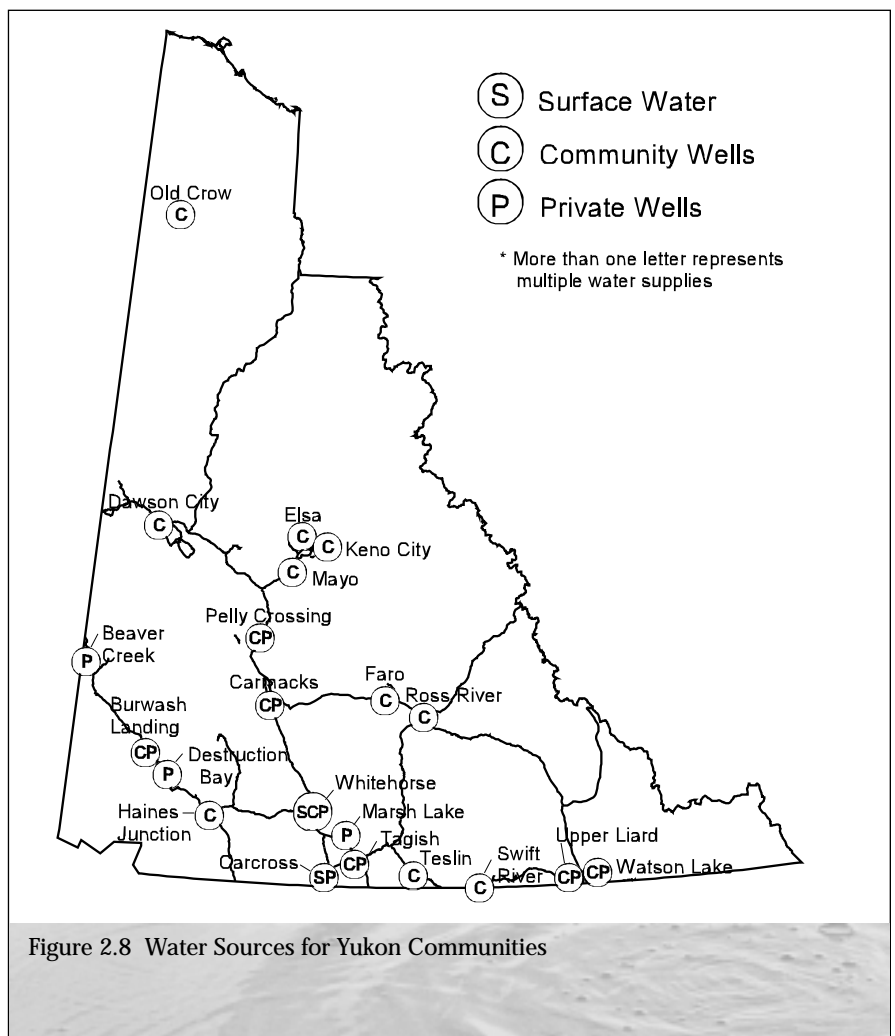 S Surface Water
C Community Wells
P Private Wells
* More than one letter represents
multiple water supplies
Old Crow
C
Dawson City
C
Elsa
C
C Keno City
C Mayo
Pelly Crossing
CP
Beaver
Creek
P
Carmacks
CP
Faro
C
Ross River
C
Burwash
Landing
CP
Destruction
Bay
P
Whitehorse
SCP
Haines
Junction
C
Marsh Lake
P
Tagish
CP
Carcross
SP
Teslin
C
Swift
River
C
Upper Liard
CP
CP Watson Lake
Figure 2.8 Water Sources for Yukon Communities